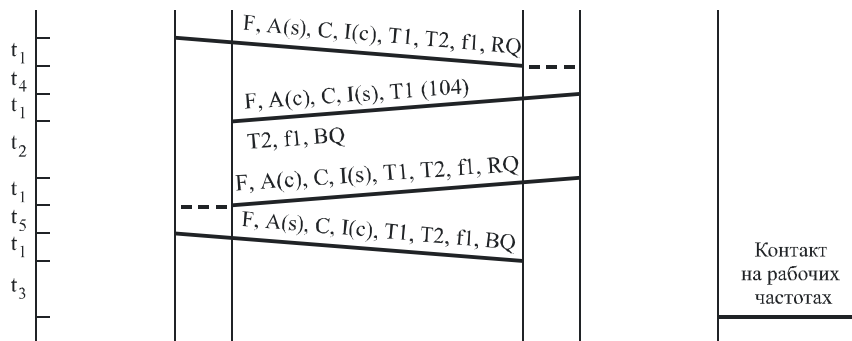 F, A(s), C, I(c), T1, T2, f1, RQ
t1
t4
F, A(c), C, I(s), T1 (104)
t1
T2, f1, BQ
t2
F, A(c), C, I(s), T1, T2, f1, RQ
t1
t5
F, A(s), C, I(c), T1, T2, f1, BQ
t1
t3
Контакт
на рабочих
частотах